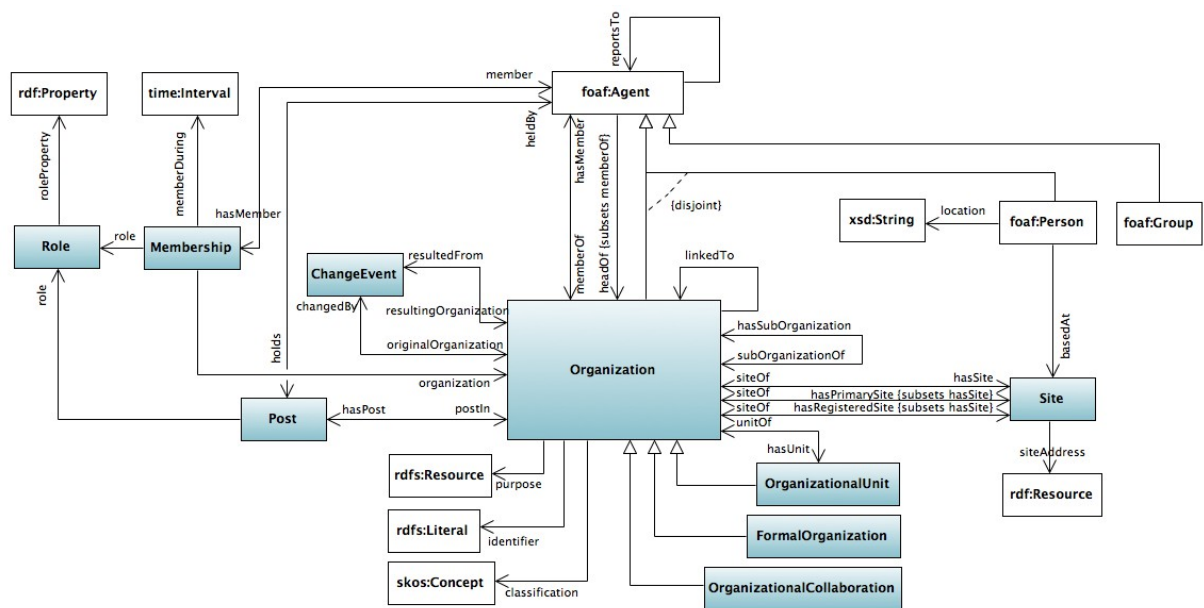 reportsTo
member
rdf:Property
time:Interval
foaf:Agent
heldBy
hasMember
roleProperty
memberDuring
headOf {subsets memberOf}
{disjoint}
hasMember
xsd:String
location
foaf:Person
foaf:Group
Role
role
Membership
memberOf
linkedTo
resultedFrom
ChangeEvent
role
changedBy
resultingOrganization
hasSubOrganization
basedAt
holds
originalOrganization
subOrganizationOf
Organization
organization
siteOf
hasSite
siteOf
hasPrimarySite {subsets hasSite}
Site
siteOf
hasRegisteredSite {subsets hasSite}
Post
hasPost
postIn
unitOf
hasUnit
siteAddress
rdfs:Resource
purpose
OrganizationalUnit
rdf:Resource
rdfs:Literal
identifier
FormalOrganization
skos:Concept
classification
OrganizationalCollaboration